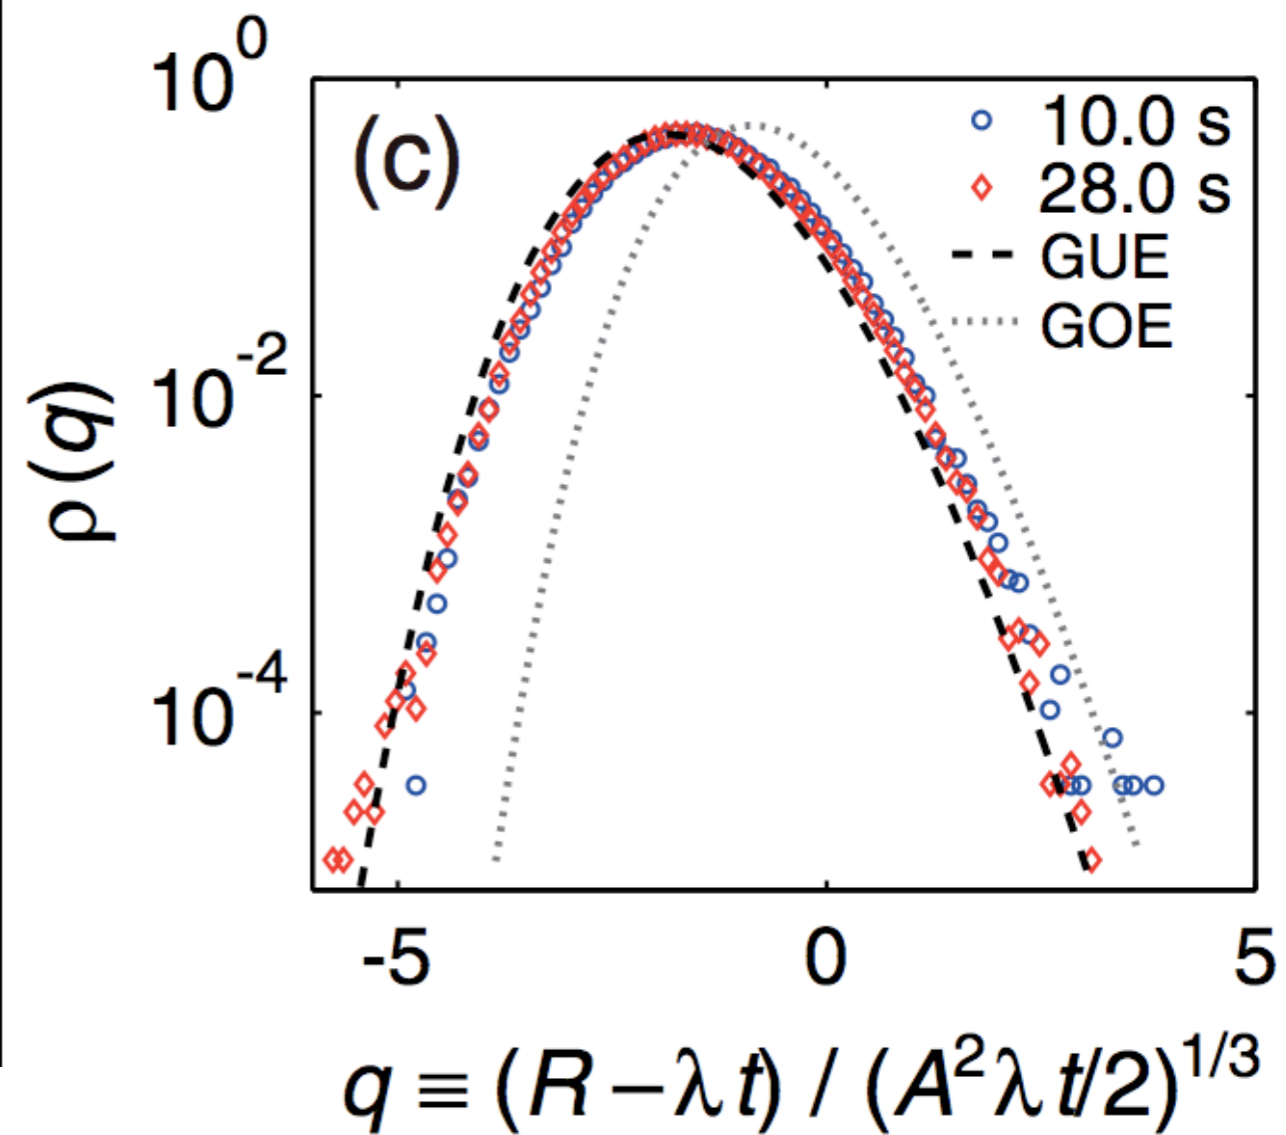 10^0
(c)
10.0 s
28.0 s
GUE
GOE
10^-2
ρ(q)
10^-4
-5 0 5
q ≡ (R−λt) / (A²λt/2)^1/3